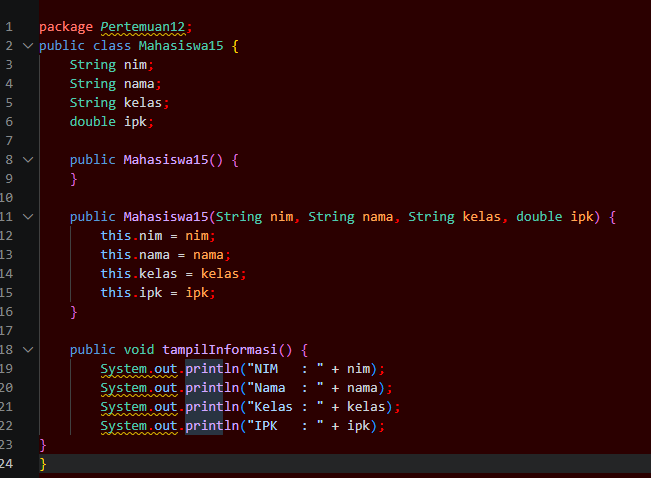 1 package Pertemuan12;
2 public class Mahasiswa15 {
3     String nim;
4     String nama;
5     String kelas;
6     double ipk;
7
8     public Mahasiswa15() {
9     }
10
11     public Mahasiswa15(String nim, String nama, String kelas, double ipk) {
12         this.nim = nim;
13         this.nama = nama;
14         this.kelas = kelas;
15         this.ipk = ipk;
16     }
17
18     public void tampilInformasi() {
19         System.out.println("NIM   : " + nim);
20         System.out.println("Nama  : " + nama);
21         System.out.println("Kelas : " + kelas);
22         System.out.println("IPK   : " + ipk);
23 }
24 }